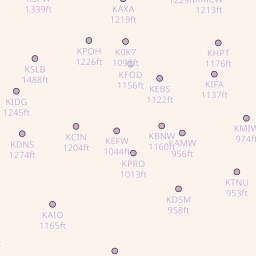 1339ft
KAXA
1219ft
1213ft
KPOH
1226ft
K0K7
KHPT
1176ft
KSLB
1488ft
KFOD
1156ft
KEBS
1122ft
KIFA
1137ft
KIDG
1245ft
KDNS
1274ft
KCIN
1204ft
KEFW
1044ft
KBNW
1160ft
KAMW
956ft
974ft
KPRO
1013ft
KTNU
953ft
KDSM
958ft
KAIO
1165ft